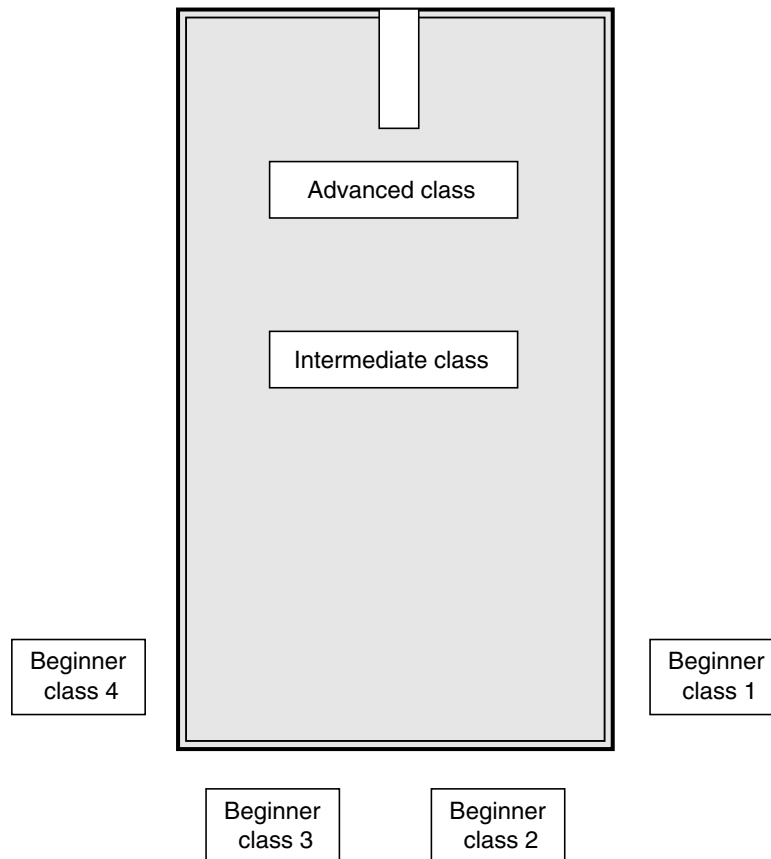 Advanced class
Intermediate class
Beginner
class 4
Beginner
class 1
Beginner
class 3
Beginner
class 2